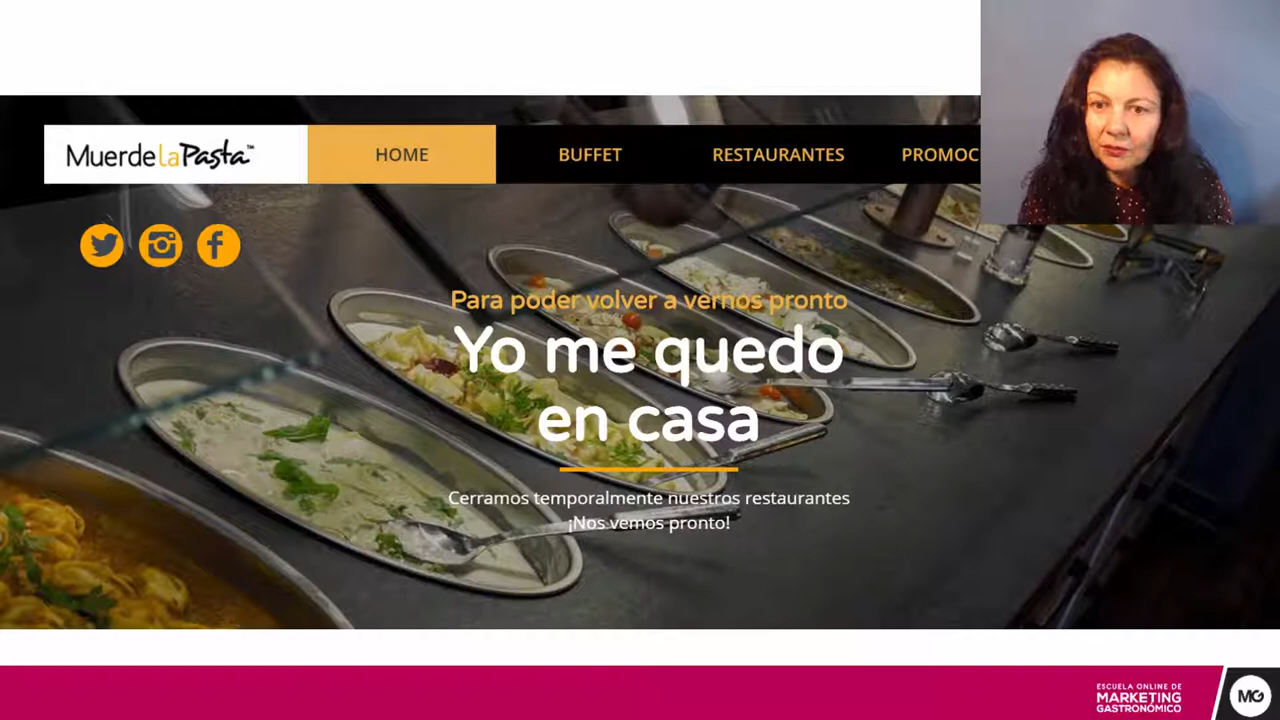 MuerdelaPasta™
HOME
BUFFET
RESTAURANTES
PROMOC
Para poder volver a vernos pronto
Yo me quedo
en casa
Cerramos temporalmente nuestros restaurantes
¡Nos vemos pronto!
ESCUELA ONLINE DE
MARKETING
GASTRONÓMICO
MG